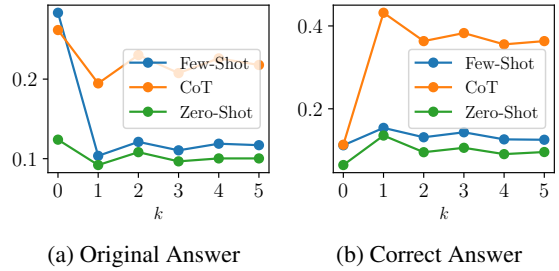 0.2
0.1
Few-Shot
CoT
Zero-Shot
0 1 2 3 4 5
k
(a) Original Answer
0.4
0.2
Few-Shot
CoT
Zero-Shot
0 1 2 3 4 5
k
(b) Correct Answer